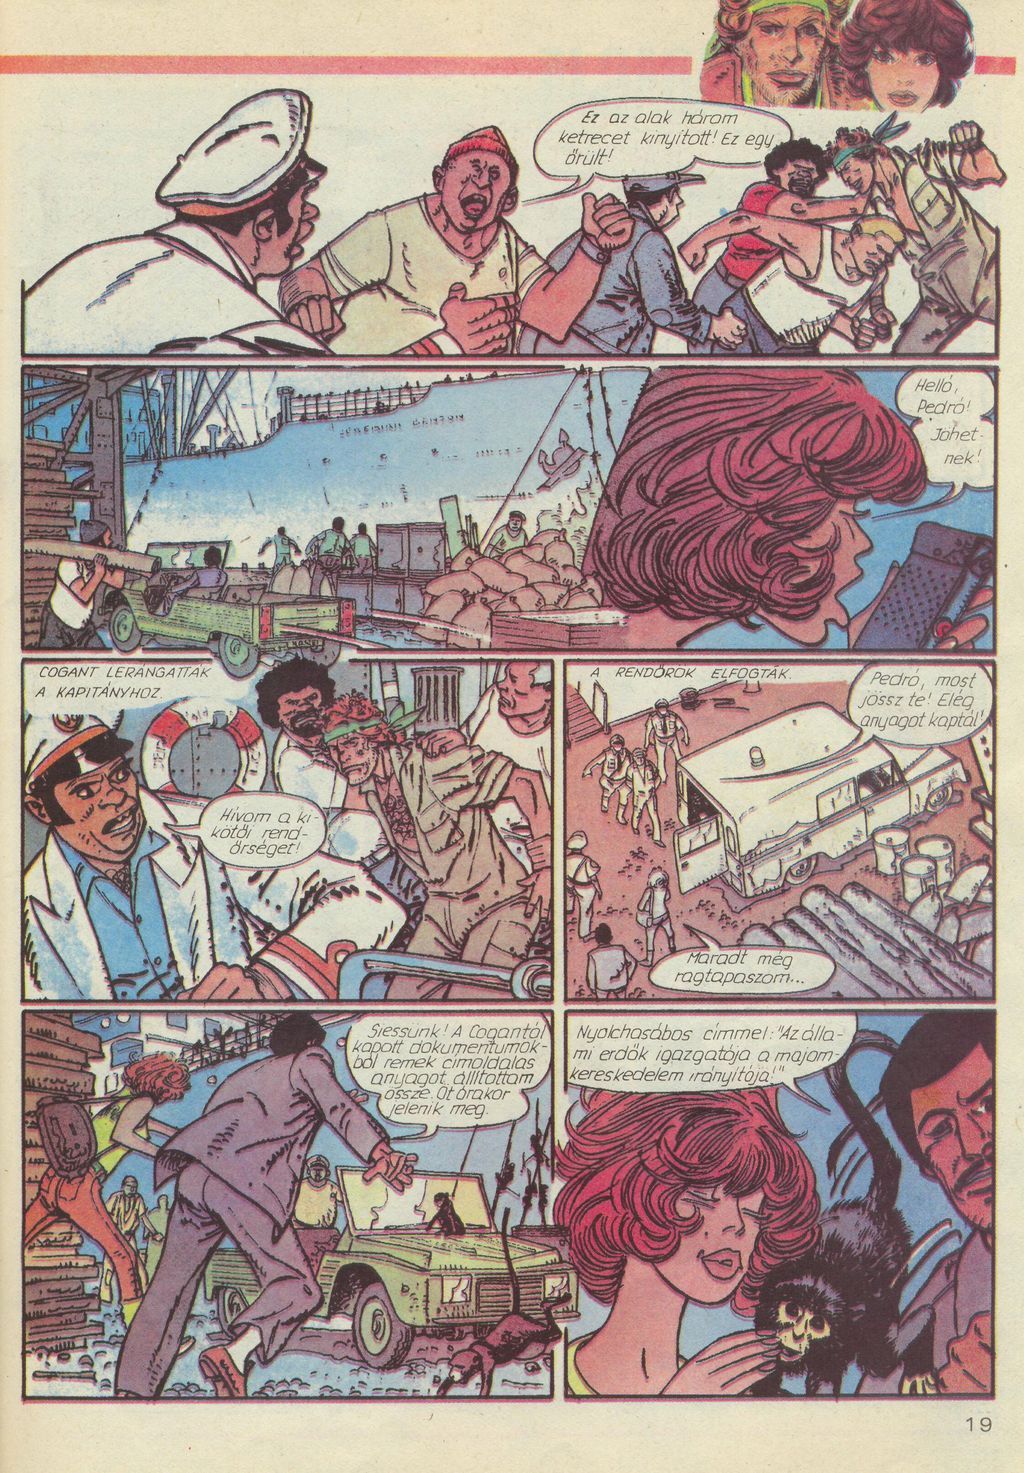 Ez az alak három
ketrecet kinyitott! Ez egy
őrült!
Helló,
Pedró!
Jöhet-
nek!
COGANT LERÁNGATTÁK
A KAPITÁNYHOZ.
Hívom a ki-
kötői rend-
őrséget!
A RENDŐRÖK ELFOGTÁK.
Pedró, most
jössz te! Elég
anyagot kaptál!
Maradt még
ragtapaszom...
Siessünk! A Cogantól
kapott dokumentumok-
ból remek címoldalas
anyagot állítottam
össze. Öt órakor
jelenik meg.
Nyolchasábos címmel: "Az álla-
mi erdők igazgatója a majom-
kereskedelem irányítója!"
19